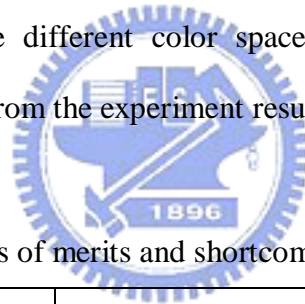 e different color space
rom the experiment resu
1896
s of merits and shortcom